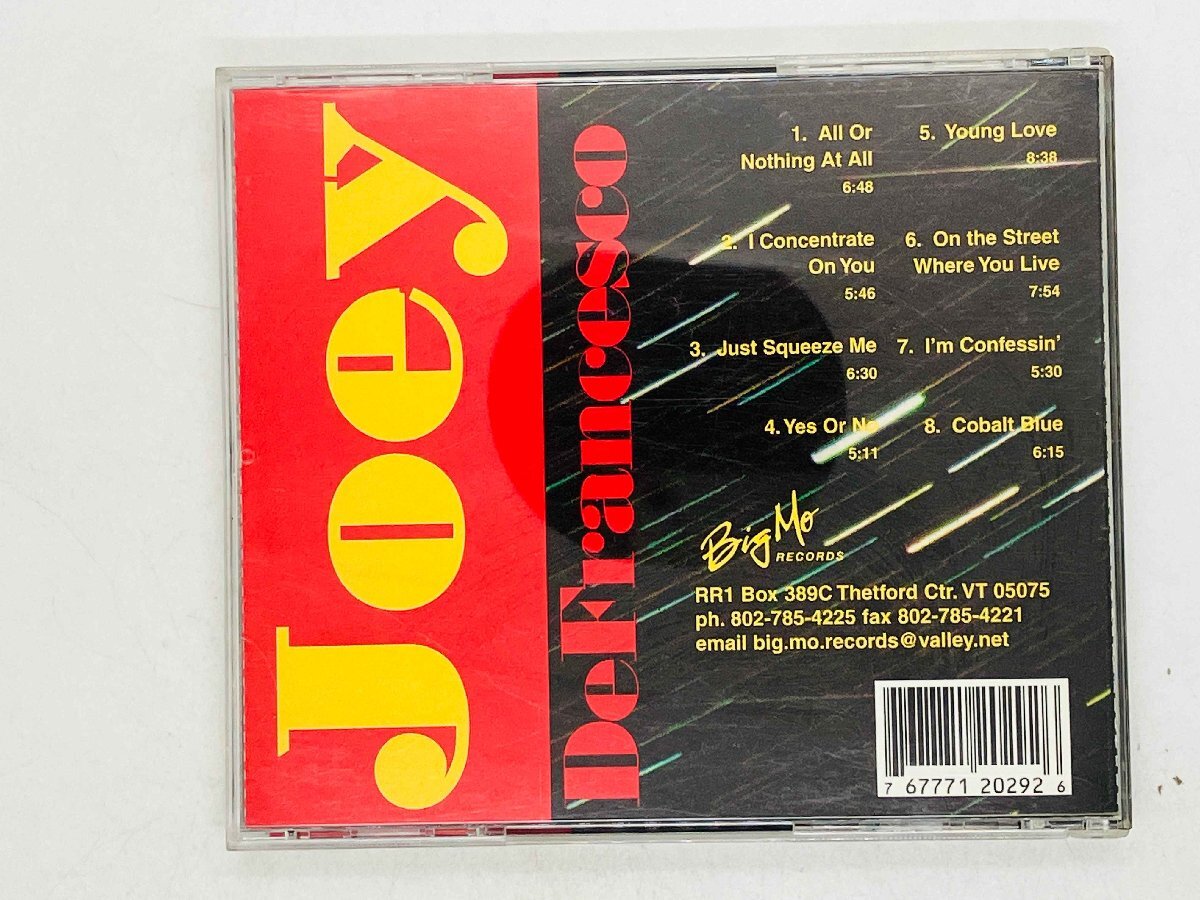 Joey
DeFrancesco
1. All Or
Nothing At All
6:48
2. I Concentrate
On You
5:46
3. Just Squeeze Me
6:30
4. Yes Or No
5:11
5. Young Love
8:38
6. On the Street
Where You Live
7:54
7. I'm Confessin'
5:30
8. Cobalt Blue
6:15
Big Mo
RECORDS
RR1 Box 389C Thetford Ctr. VT 05075
ph. 802-785-4225 fax 802-785-4221
email big.mo.records@valley.net
7 67771 20292 6